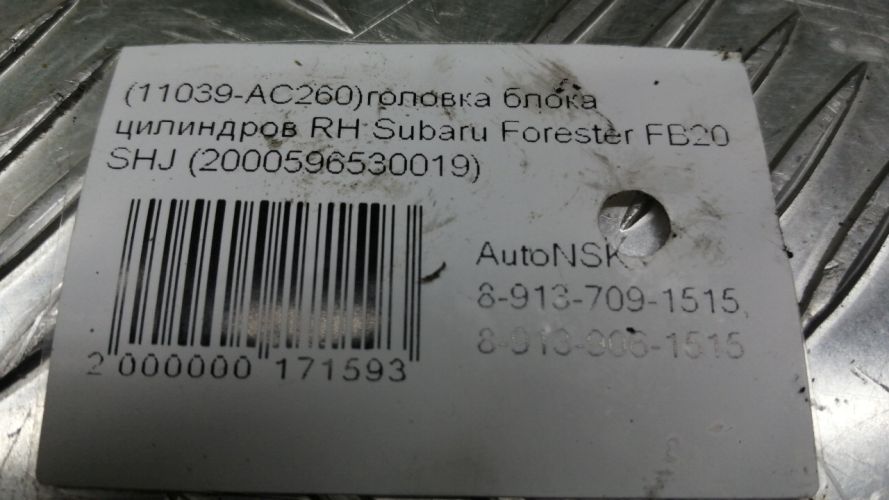 (11039-AC260)головка блока
цилиндров RH Subaru Forester FB20
SHJ (2000596530019)
AutoNSK
8-913-709-1515,
8-913-906-1515
2 000000 171593